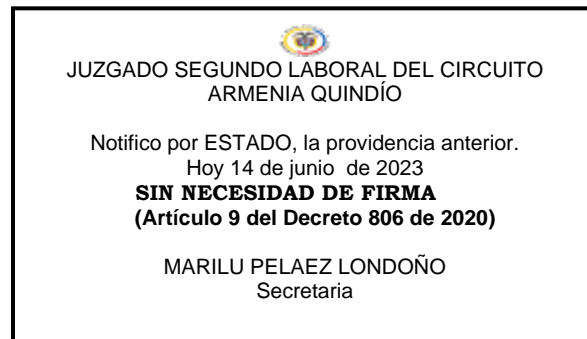 JUZGADO SEGUNDO LABORAL DEL CIRCUITO
ARMENIA QUINDÍO
Notifico por ESTADO, la providencia anterior.
Hoy 14 de junio de 2023
SIN NECESIDAD DE FIRMA
(Artículo 9 del Decreto 806 de 2020)
MARILU PELAEZ LONDOÑO
Secretaria